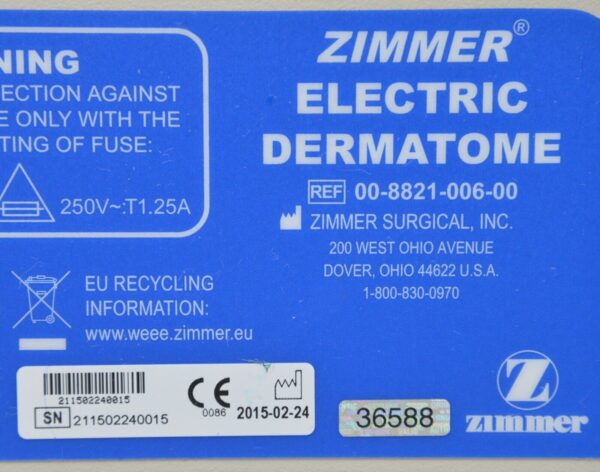 NING
ECTION AGAINST
E ONLY WITH THE
TING OF FUSE:
250V~:T1.25A
ZIMMER®
ELECTRIC
DERMATOME
REF 00-8821-006-00
ZIMMER SURGICAL, INC.
200 WEST OHIO AVENUE
DOVER, OHIO 44622 U.S.A.
1-800-830-0970
EU RECYCLING
INFORMATION:
www.weee.zimmer.eu
211502240015
SN 211502240015
CE
0086
2015-02-24
36588
Z
zimmer